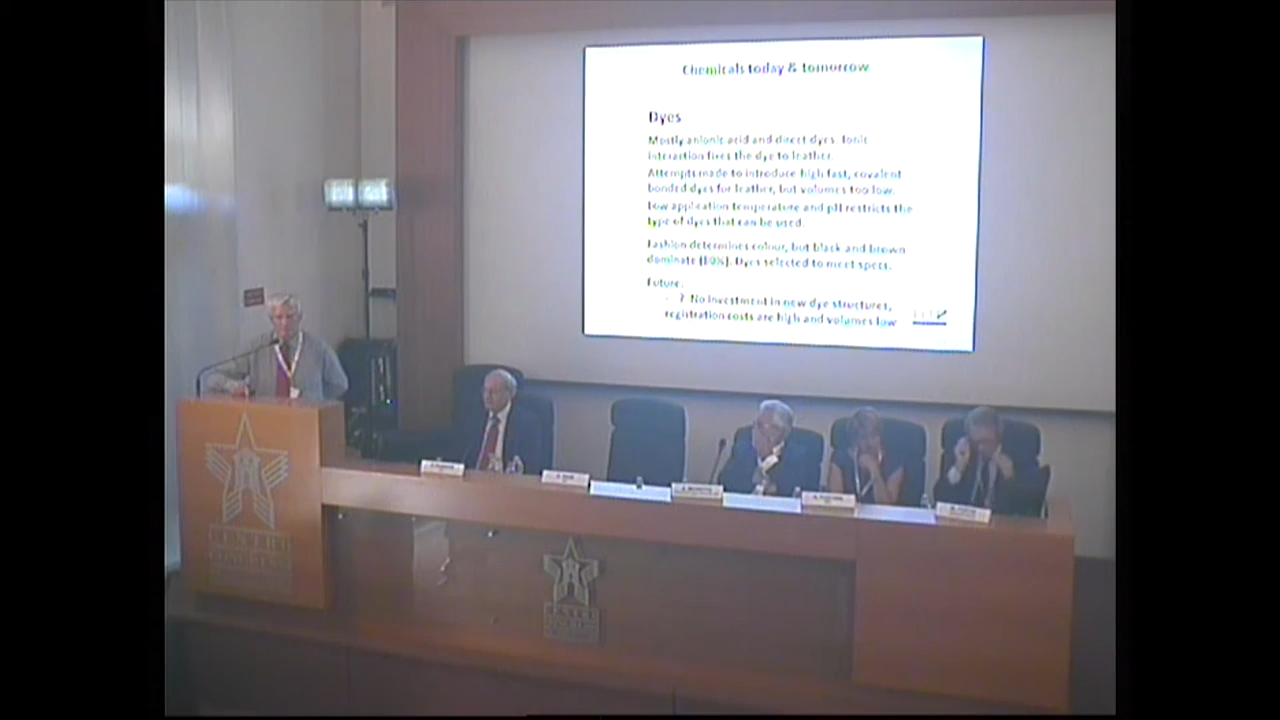 Chemicals today & tomorrow
Dyes
Mostly anionic acid and direct dyes. Ionic
interaction fixes the dye to leather.
Attempts made to introduce high fast, covalent
bonded dyes for leather, but volumes too low.
Low application temperature and pH restricts the
type of dyes that can be used.
Fashion determines colour, but black and brown
dominate (80%). Dyes selected to meet specs.
Future:
- ? No investment in new dye structures,
registration costs are high and volumes low
CENTRO
CONGRESSI